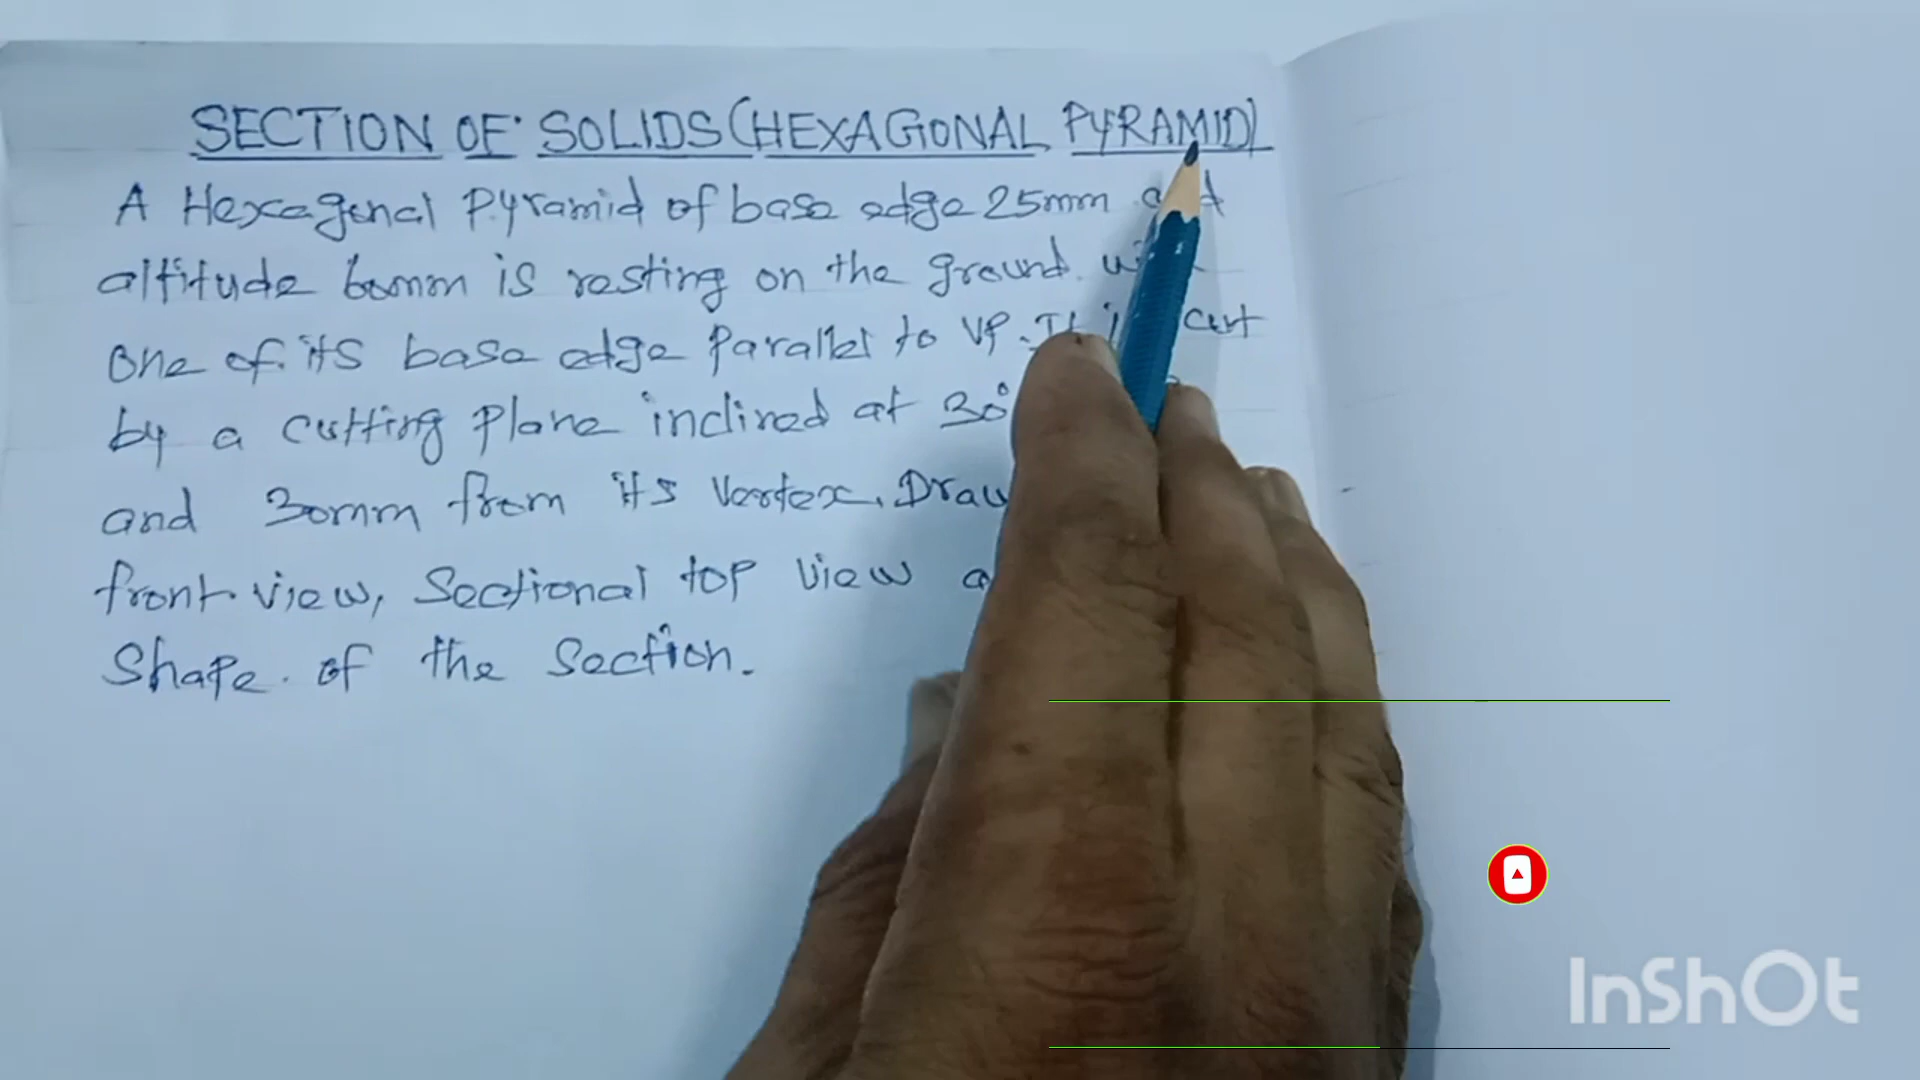 SECTION OF SOLIDS (HEXAGONAL PYRAMID)
A Hexagonal Pyramid of base edge 25mm
altitude 60mm is resting on the ground
one of its base edge parallel to VP. It cut
by a cutting plane inclined at 30°
and 30mm from its vertex. Draw
front view, Sectional top view
Shape of the Section.
InShOt